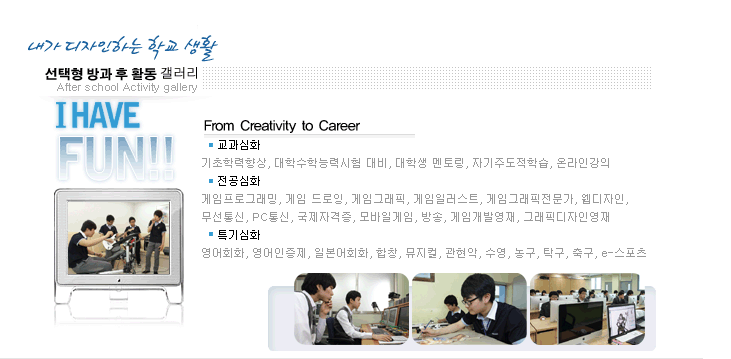 내가 디자인하는 학교 생활
선택형 방과 후 활동 갤러리
After school Activity gallery
I HAVE
FUN!!
From Creativity to Career
교과심화
기초학력향상, 대학수학능력시험 대비, 대학생 멘토링, 자기주도적학습, 온라인강의
전공심화
게임프로그래밍, 게임 드로잉, 게임그래픽, 게임일러스트, 게임그래픽전문가, 웹디자인,
무선통신, PC통신, 국제자격증, 모바일게임, 방송, 게임개발영재, 그래픽디자인영재
특기심화
영어회화, 영어인증제, 일본어회화, 합창, 뮤지컬, 관현악, 수영, 농구, 탁구, 축구, e-스포츠